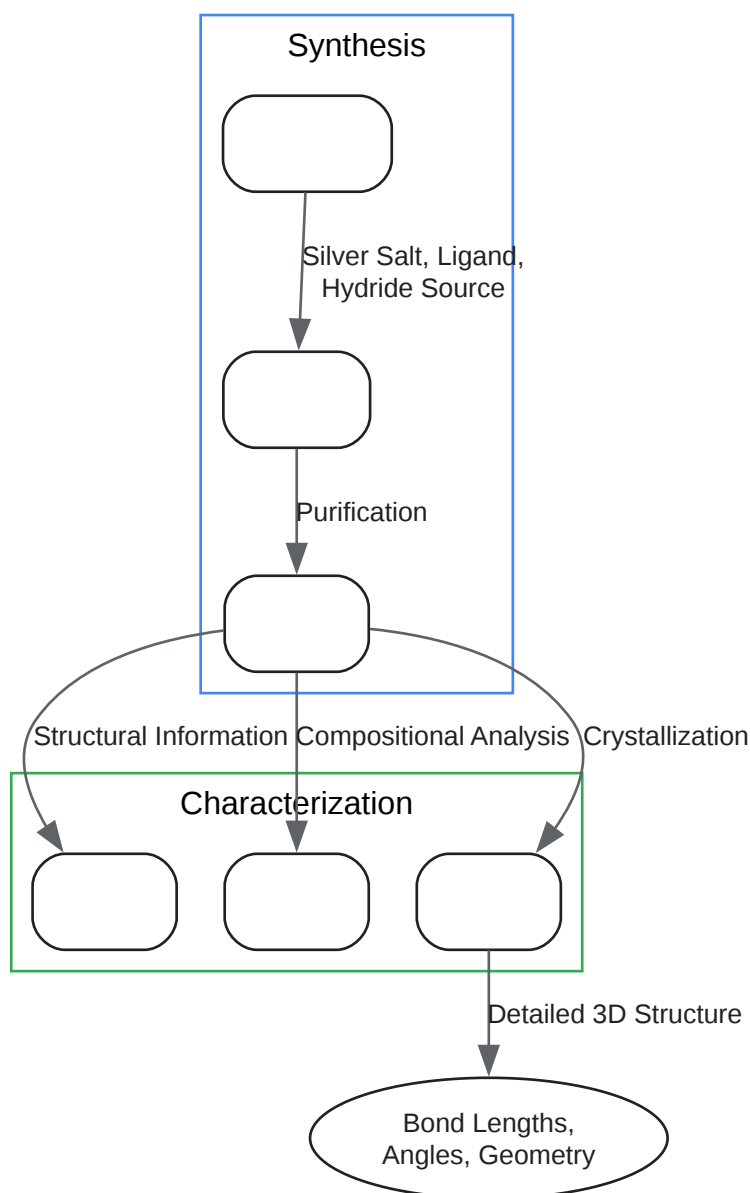 Synthesis
Silver Salt, Ligand,
Hydride Source
Purification
Structural Information
Compositional Analysis
Crystallization
Characterization
Detailed 3D Structure
Bond Lengths,
Angles, Geometry